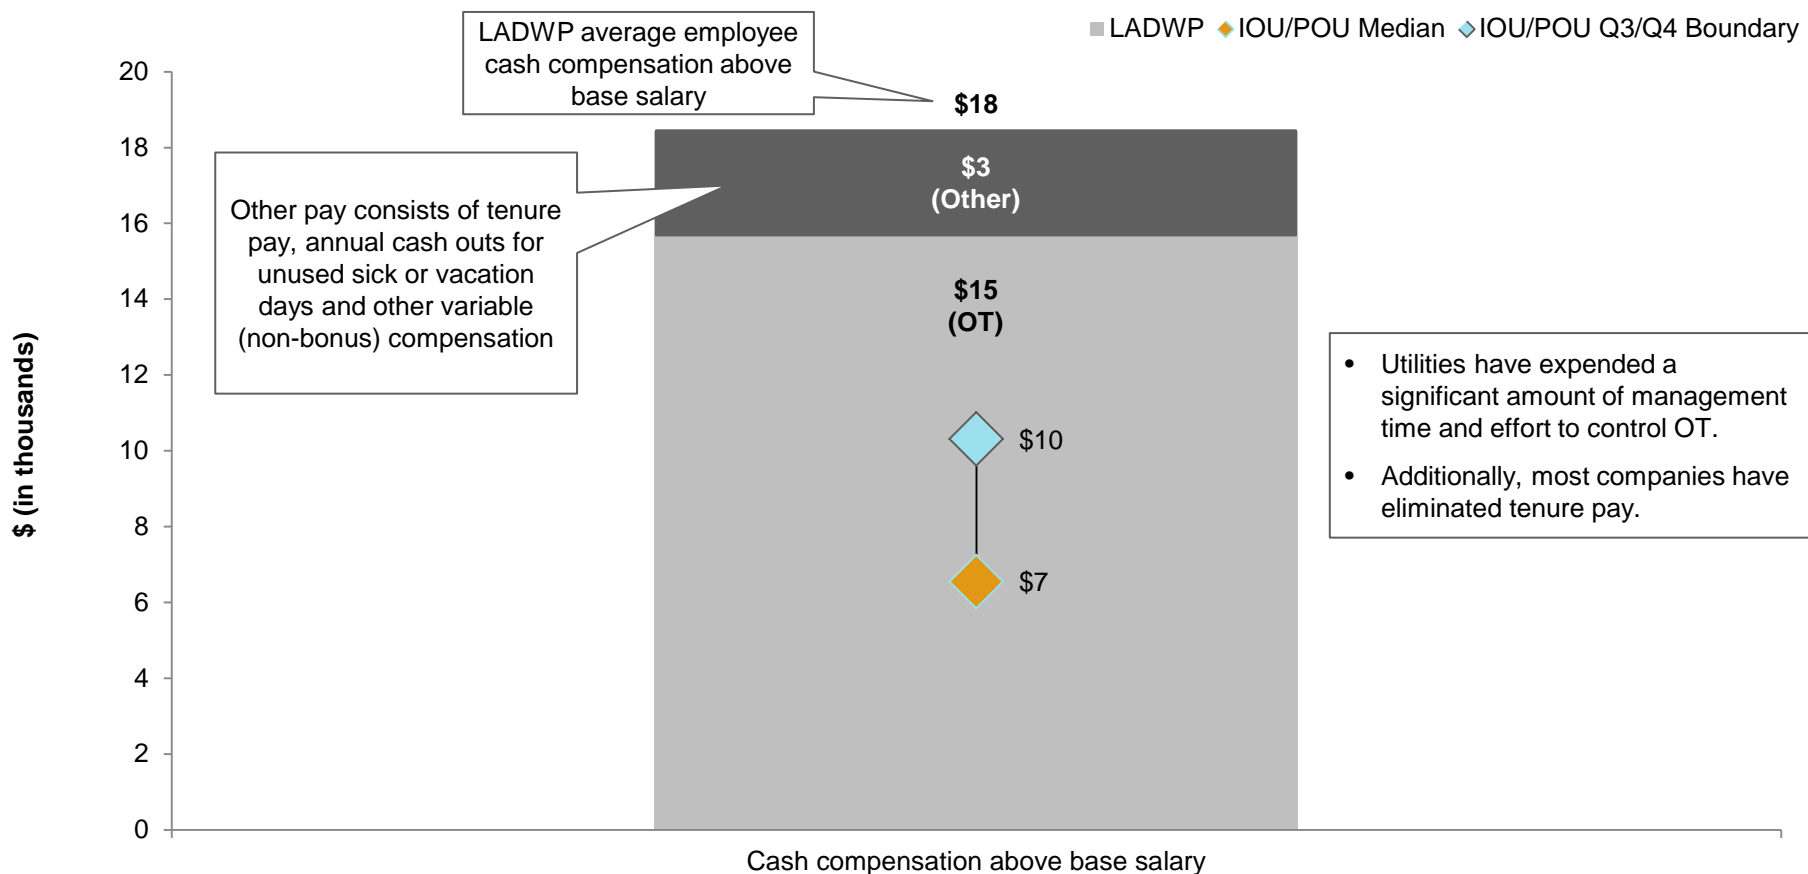 LADWP average employee
cash compensation above
base salary
LADWP IOU/POU Median IOU/POU Q3/Q4 Boundary
20
18
16
14
12
10
8
6
4
2
0
$ (in thousands)
$18
$3
(Other)
Other pay consists of tenure
pay, annual cash outs for
unused sick or vacation
days and other variable
(non-bonus) compensation
$15
(OT)
$10
$7
• Utilities have expended a
significant amount of management
time and effort to control OT.
• Additionally, most companies have
eliminated tenure pay.
Cash compensation above base salary